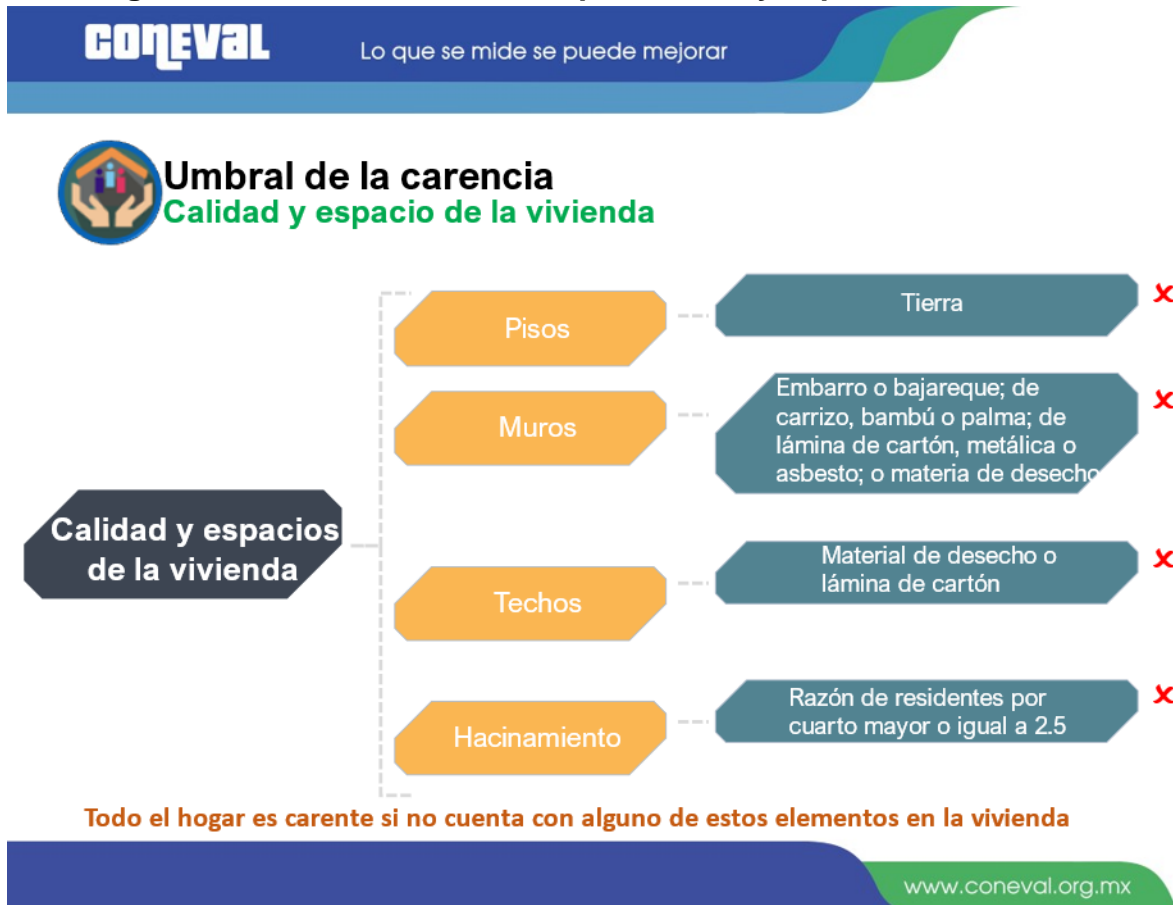 CONEVAL
Lo que se mide se puede mejorar
Umbral de la carencia
Calidad y espacio de la vivienda
Calidad y espacios
de la vivienda
Pisos
Tierra
Muros
Embarro o bajareque; de
carrizo, bambú o palma; de
lámina de cartón, metálica o
asbesto; o materia de desecho
Techos
Material de desecho o
lámina de cartón
Hacinamiento
Razón de residentes por
cuarto mayor o igual a 2.5
Todo el hogar es carente si no cuenta con alguno de estos elementos en la vivienda
www.coneval.org.mx